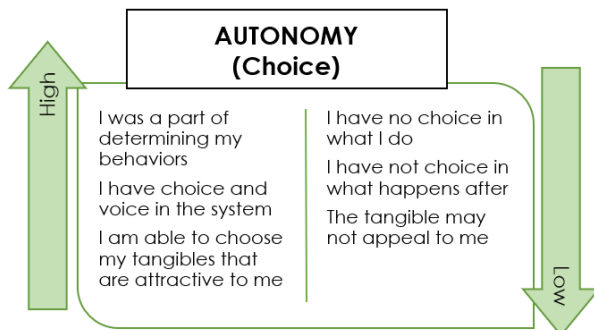 AUTONOMY
(Choice)
High
I was a part of
determining my
behaviors
I have choice and
voice in the system
I am able to choose
my tangibles that
are attractive to me
I have no choice in
what I do
I have not choice in
what happens after
The tangible may
not appeal to me
Low